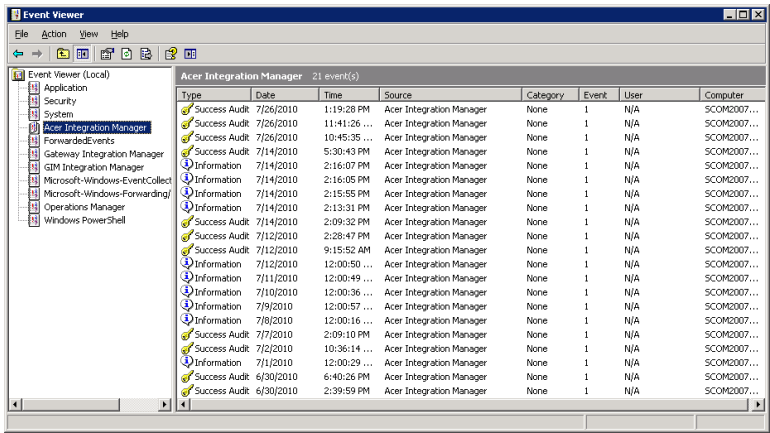 Event Viewer
File Action View Help
Event Viewer (Local)
Application
Security
System
Acer Integration Manager
ForwardedEvents
Gateway Integration Manager
GIM Integration Manager
Microsoft-Windows-EventCollect
Microsoft-Windows-Forwarding/
Operations Manager
Windows PowerShell
Acer Integration Manager 21 event(s)
Type Date Time Source Category Event User Computer
Success Audit 7/26/2010 1:19:28 PM Acer Integration Manager None 1 N/A SCOM2007...
Success Audit 7/26/2010 11:41:26 ... Acer Integration Manager None 1 N/A SCOM2007...
Success Audit 7/26/2010 10:45:35 ... Acer Integration Manager None 1 N/A SCOM2007...
Success Audit 7/14/2010 5:30:43 PM Acer Integration Manager None 1 N/A SCOM2007...
Information 7/14/2010 2:16:07 PM Acer Integration Manager None 1 N/A SCOM2007...
Information 7/14/2010 2:16:05 PM Acer Integration Manager None 1 N/A SCOM2007...
Information 7/14/2010 2:15:55 PM Acer Integration Manager None 1 N/A SCOM2007...
Information 7/14/2010 2:13:31 PM Acer Integration Manager None 1 N/A SCOM2007...
Success Audit 7/14/2010 2:09:32 PM Acer Integration Manager None 1 N/A SCOM2007...
Success Audit 7/12/2010 2:28:47 PM Acer Integration Manager None 1 N/A SCOM2007...
Success Audit 7/12/2010 9:15:52 AM Acer Integration Manager None 1 N/A SCOM2007...
Information 7/12/2010 12:00:50 ... Acer Integration Manager None 1 N/A SCOM2007...
Information 7/11/2010 12:00:49 ... Acer Integration Manager None 1 N/A SCOM2007...
Information 7/10/2010 12:00:36 ... Acer Integration Manager None 1 N/A SCOM2007...
Information 7/9/2010 12:00:57 ... Acer Integration Manager None 1 N/A SCOM2007...
Information 7/8/2010 12:00:16 ... Acer Integration Manager None 1 N/A SCOM2007...
Success Audit 7/7/2010 2:09:10 PM Acer Integration Manager None 1 N/A SCOM2007...
Success Audit 7/2/2010 10:36:14 ... Acer Integration Manager None 1 N/A SCOM2007...
Information 7/1/2010 12:00:29 ... Acer Integration Manager None 1 N/A SCOM2007...
Success Audit 6/30/2010 6:40:26 PM Acer Integration Manager None 1 N/A SCOM2007...
Success Audit 6/30/2010 2:39:59 PM Acer Integration Manager None 1 N/A SCOM2007...